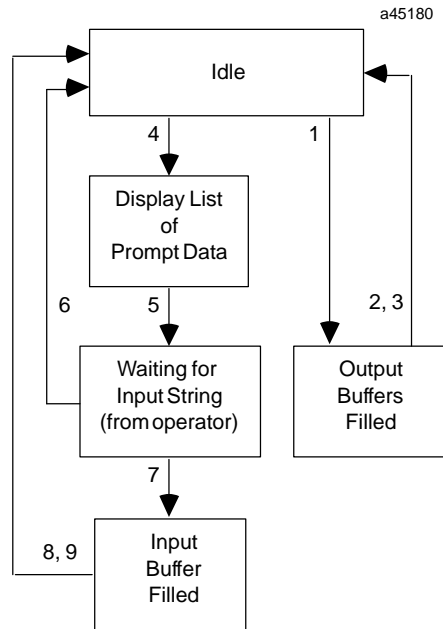 a45180
Idle
4
1
Display List
of
Prompt Data
6
5
2, 3
Waiting for
Input String
(from operator)
Output
Buffers
Filled
7
8, 9
Input
Buffer
Filled